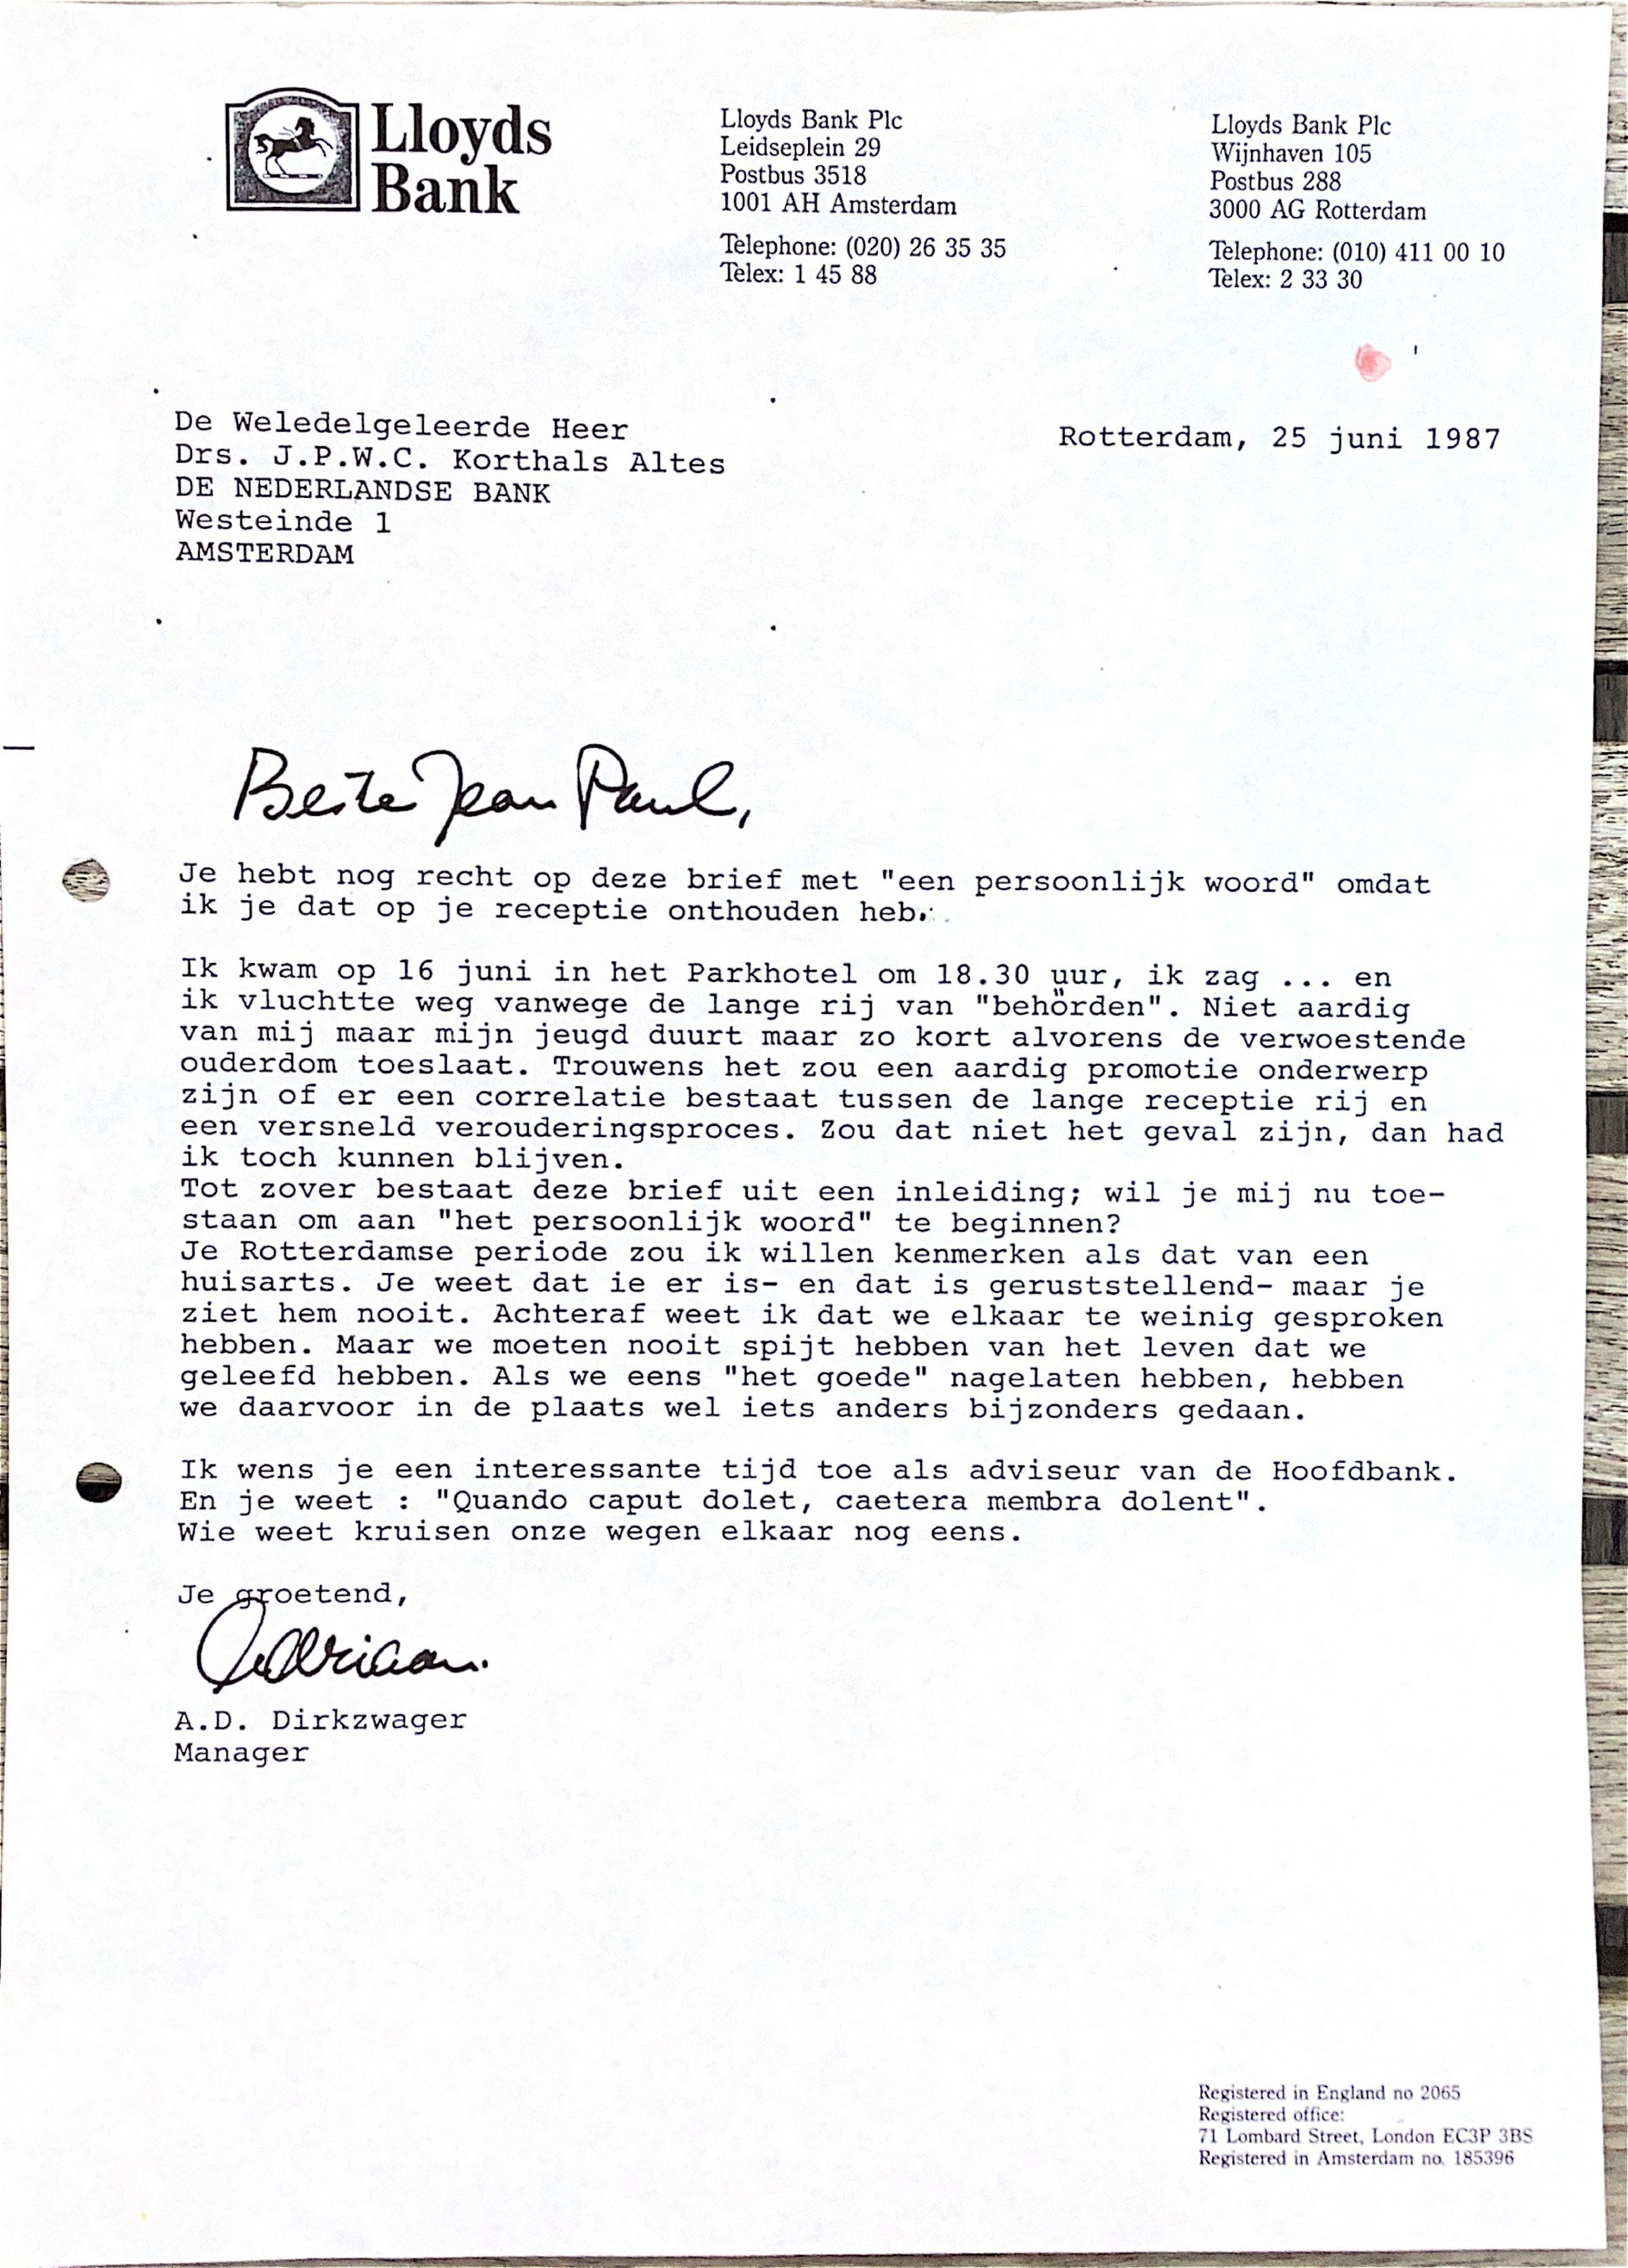 Lloyds
Bank
Lloyds Bank Plc
Leidseplein 29
Postbus 3518
1001 AH Amsterdam
Telephone: (020) 26 35 35
Telex: 1 45 88
Lloyds Bank Plc
Wijnhaven 105
Postbus 288
3000 AG Rotterdam
Telephone: (010) 411 00 10
Telex: 2 33 30
De Weledelgeleerde Heer
Drs. J.P.W.C. Korthals Altes
DE NEDERLANDSE BANK
Westeinde 1
AMSTERDAM
Rotterdam, 25 juni 1987
Beste Jean Paul,
Je hebt nog recht op deze brief met "een persoonlijk woord" omdat
ik je dat op je receptie onthouden heb.
Ik kwam op 16 juni in het Parkhotel om 18.30 uur, ik zag ... en
ik vluchtte weg vanwege de lange rij van "behörden". Niet aardig
van mij maar mijn jeugd duurt maar zo kort alvorens de verwoestende
ouderdom toeslaat. Trouwens het zou een aardig promotie onderwerp
zijn of er een correlatie bestaat tussen de lange receptie rij en
een versneld verouderingsproces. Zou dat niet het geval zijn, dan had
ik toch kunnen blijven.
Tot zover bestaat deze brief uit een inleiding; wil je mij nu toe-
staan om aan "het persoonlijk woord" te beginnen?
Je Rotterdamse periode zou ik willen kenmerken als dat van een
huisarts. Je weet dat ie er is- en dat is geruststellend- maar je
ziet hem nooit. Achteraf weet ik dat we elkaar te weinig gesproken
hebben. Maar we moeten nooit spijt hebben van het leven dat we
geleefd hebben. Als we eens "het goede" nagelaten hebben, hebben
we daarvoor in de plaats wel iets anders bijzonders gedaan.
Ik wens je een interessante tijd toe als adviseur van de Hoofdbank.
En je weet : "Quando caput dolet, caetera membra dolent".
Wie weet kruisen onze wegen elkaar nog eens.
Je groetend,
Adriaan.
A.D. Dirkzwager
Manager
Registered in England no 2065
Registered office:
71 Lombard Street, London EC3P 3BS
Registered in Amsterdam no. 185396